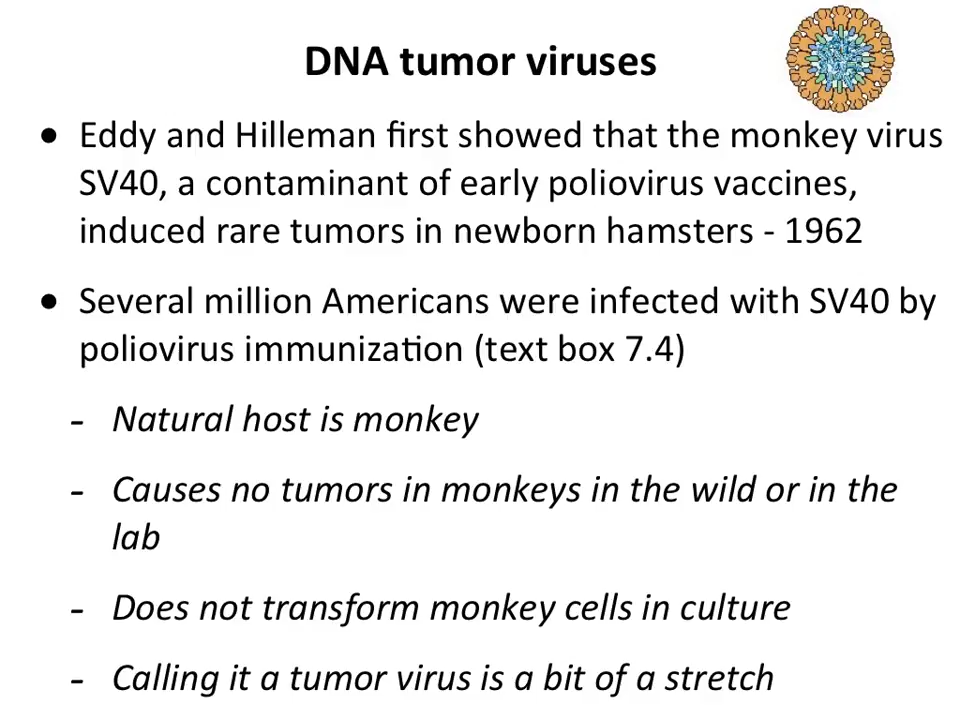 DNA tumor viruses
• Eddy and Hilleman first showed that the monkey virus
SV40, a contaminant of early poliovirus vaccines,
induced rare tumors in newborn hamsters - 1962
• Several million Americans were infected with SV40 by
poliovirus immunization (text box 7.4)
- Natural host is monkey
- Causes no tumors in monkeys in the wild or in the
lab
- Does not transform monkey cells in culture
- Calling it a tumor virus is a bit of a stretch